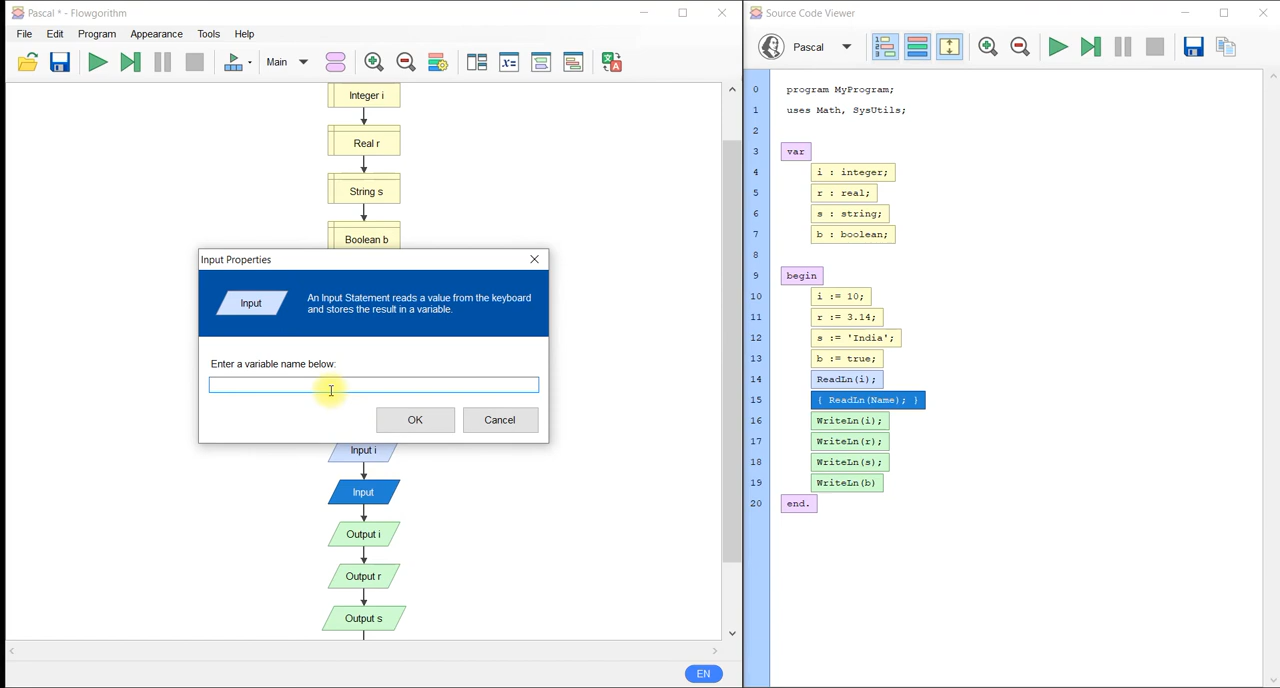 Pascal * - Flowgorithm
File Edit Program Appearance Tools Help
Main
Integer i
Real r
String s
Boolean b
Input Properties
Input
An Input Statement reads a value from the keyboard
and stores the result in a variable.
Enter a variable name below:
OK Cancel
Input i
Input
Output i
Output r
Output s
EN
Source Code Viewer
Pascal
0 program MyProgram;
1 uses Math, SysUtils;
2
3 var
4 i : integer;
5 r : real;
6 s : string;
7 b : boolean;
8
9 begin
10 i := 10;
11 r := 3.14;
12 s := 'India';
13 b := true;
14 ReadLn(i);
15 { ReadLn(Name); }
16 WriteLn(i);
17 WriteLn(r);
18 WriteLn(s);
19 WriteLn(b)
20 end.